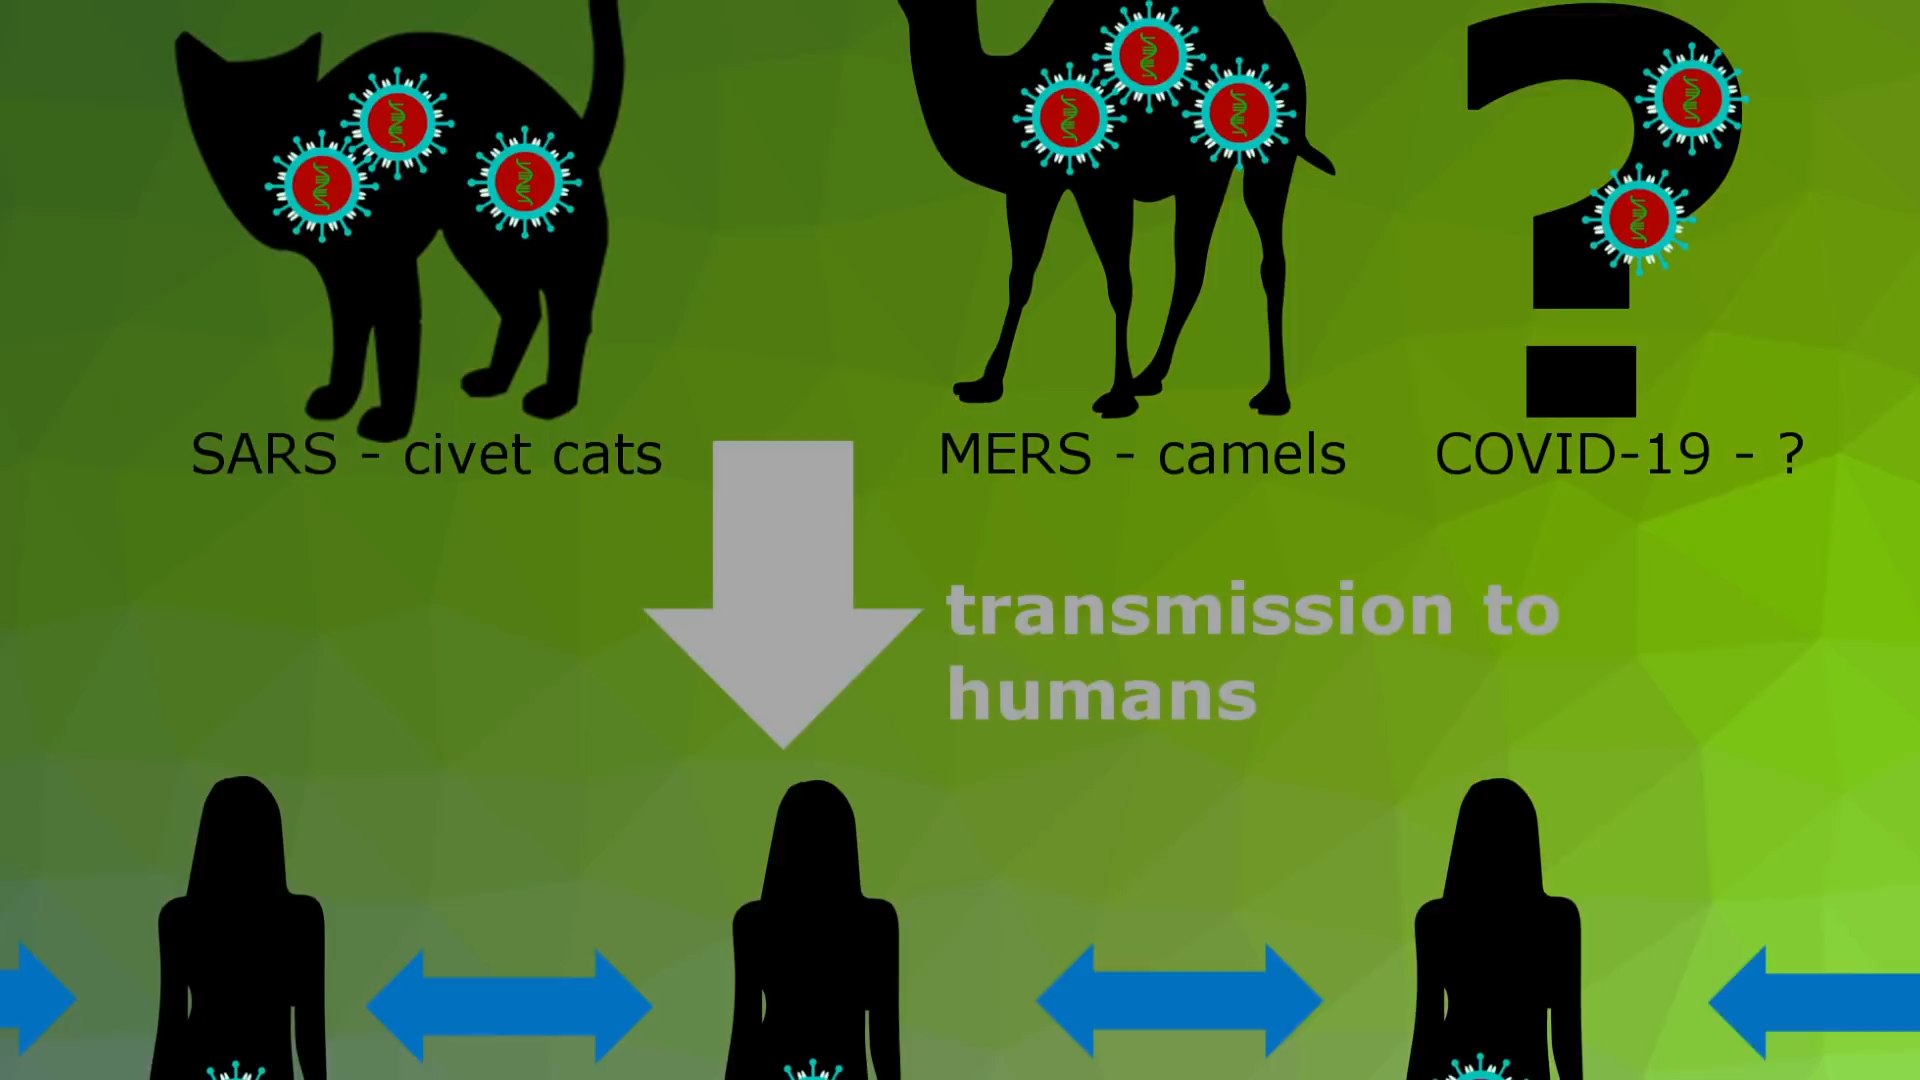 SARS - civet cats
MERS - camels
COVID-19 - ?
transmission to
humans